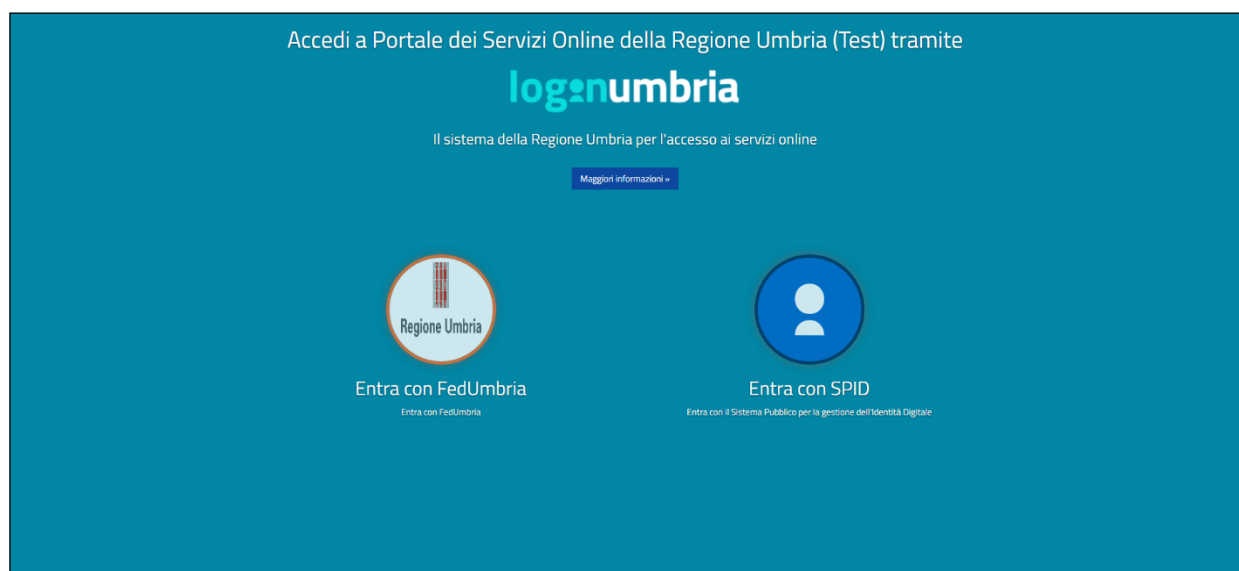 Accedi a Portale dei Servizi Online della Regione Umbria (Test) tramite
loginumbria
Il sistema della Regione Umbria per l'accesso ai servizi online
Maggiori informazioni »
Regione Umbria
Entra con FedUmbria
Entra con FedUmbria
Entra con SPID
Entra con il Sistema Pubblico per la gestione dell'Identità Digitale